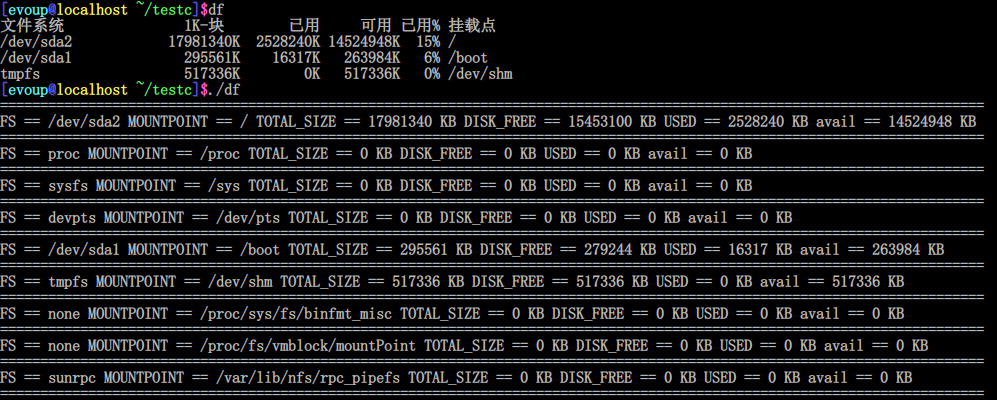 [evoup@localhost ~/testc]$df
文件系统 1K-块 已用 可用 已用% 挂载点
/dev/sda2 17981340K 2528240K 14524948K 15% /
/dev/sda1 295561K 16317K 263984K 6% /boot
tmpfs 517336K 0K 517336K 0% /dev/shm
[evoup@localhost ~/testc]$./df
===========================================================================================================================
FS == /dev/sda2 MOUNTPOINT == / TOTAL_SIZE == 17981340 KB DISK_FREE == 15453100 KB USED == 2528240 KB avail == 14524948 KB
===========================================================================================================================
FS == proc MOUNTPOINT == /proc TOTAL_SIZE == 0 KB DISK_FREE == 0 KB USED == 0 KB avail == 0 KB
===========================================================================================================================
FS == sysfs MOUNTPOINT == /sys TOTAL_SIZE == 0 KB DISK_FREE == 0 KB USED == 0 KB avail == 0 KB
===========================================================================================================================
FS == devpts MOUNTPOINT == /dev/pts TOTAL_SIZE == 0 KB DISK_FREE == 0 KB USED == 0 KB avail == 0 KB
===========================================================================================================================
FS == /dev/sda1 MOUNTPOINT == /boot TOTAL_SIZE == 295561 KB DISK_FREE == 279244 KB USED == 16317 KB avail == 263984 KB
===========================================================================================================================
FS == tmpfs MOUNTPOINT == /dev/shm TOTAL_SIZE == 517336 KB DISK_FREE == 517336 KB USED == 0 KB avail == 517336 KB
===========================================================================================================================
FS == none MOUNTPOINT == /proc/sys/fs/binfmt_misc TOTAL_SIZE == 0 KB DISK_FREE == 0 KB USED == 0 KB avail == 0 KB
===========================================================================================================================
FS == none MOUNTPOINT == /proc/fs/vmblock/mountPoint TOTAL_SIZE == 0 KB DISK_FREE == 0 KB USED == 0 KB avail == 0 KB
===========================================================================================================================
FS == sunrpc MOUNTPOINT == /var/lib/nfs/rpc_pipefs TOTAL_SIZE == 0 KB DISK_FREE == 0 KB USED == 0 KB avail == 0 KB
===========================================================================================================================